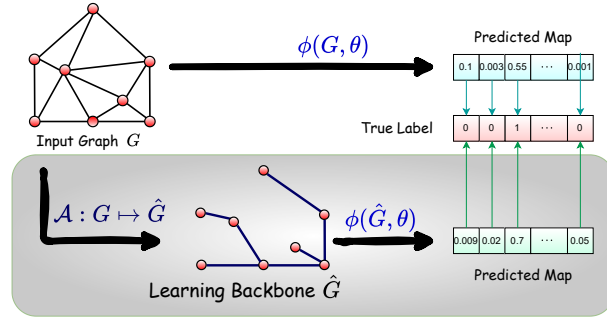 ϕ(G, θ)
Predicted Map
0.1 0.003 0.55 ⋯ 0.001
Input Graph G
True Label
0 0 1 ⋯ 0
𝒜 : G ↦ Ĝ
ϕ(Ĝ, θ)
0.009 0.02 0.7 ⋯ 0.05
Predicted Map
Learning Backbone Ĝ